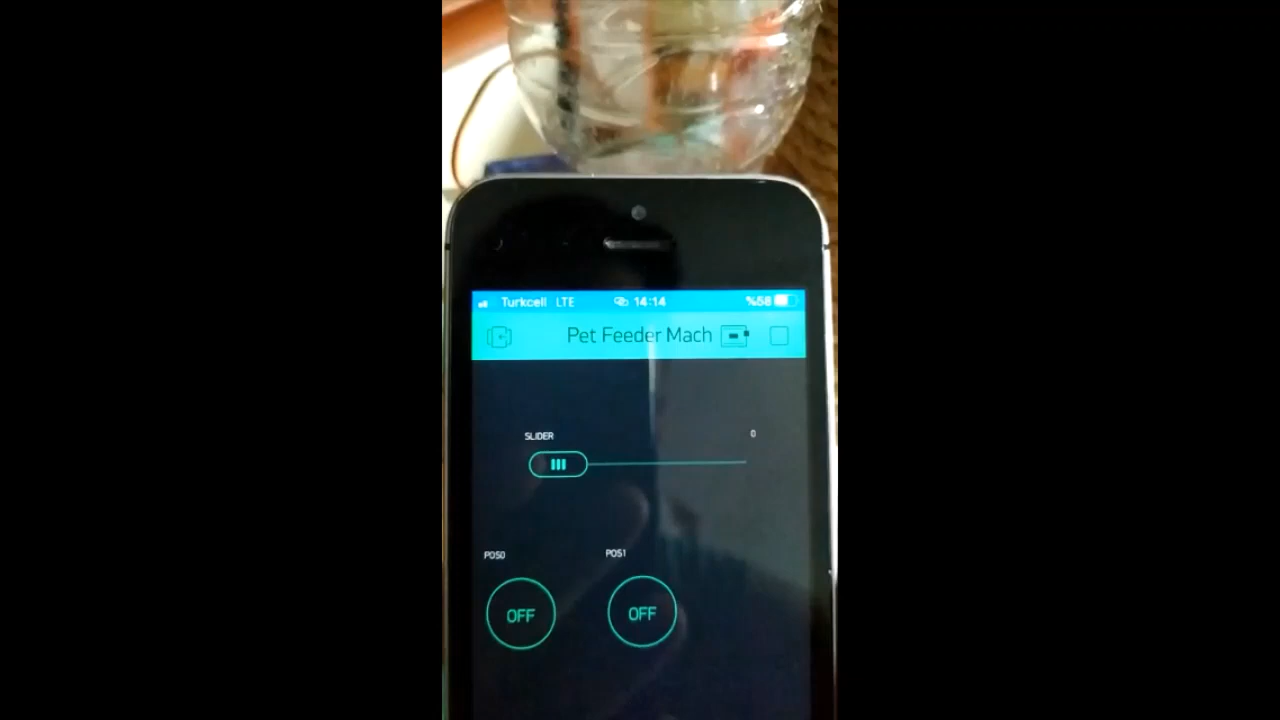 Turkcell LTE 14:14 %58
Pet Feeder Mach
SLIDER 0
POS0 POS1
OFF OFF